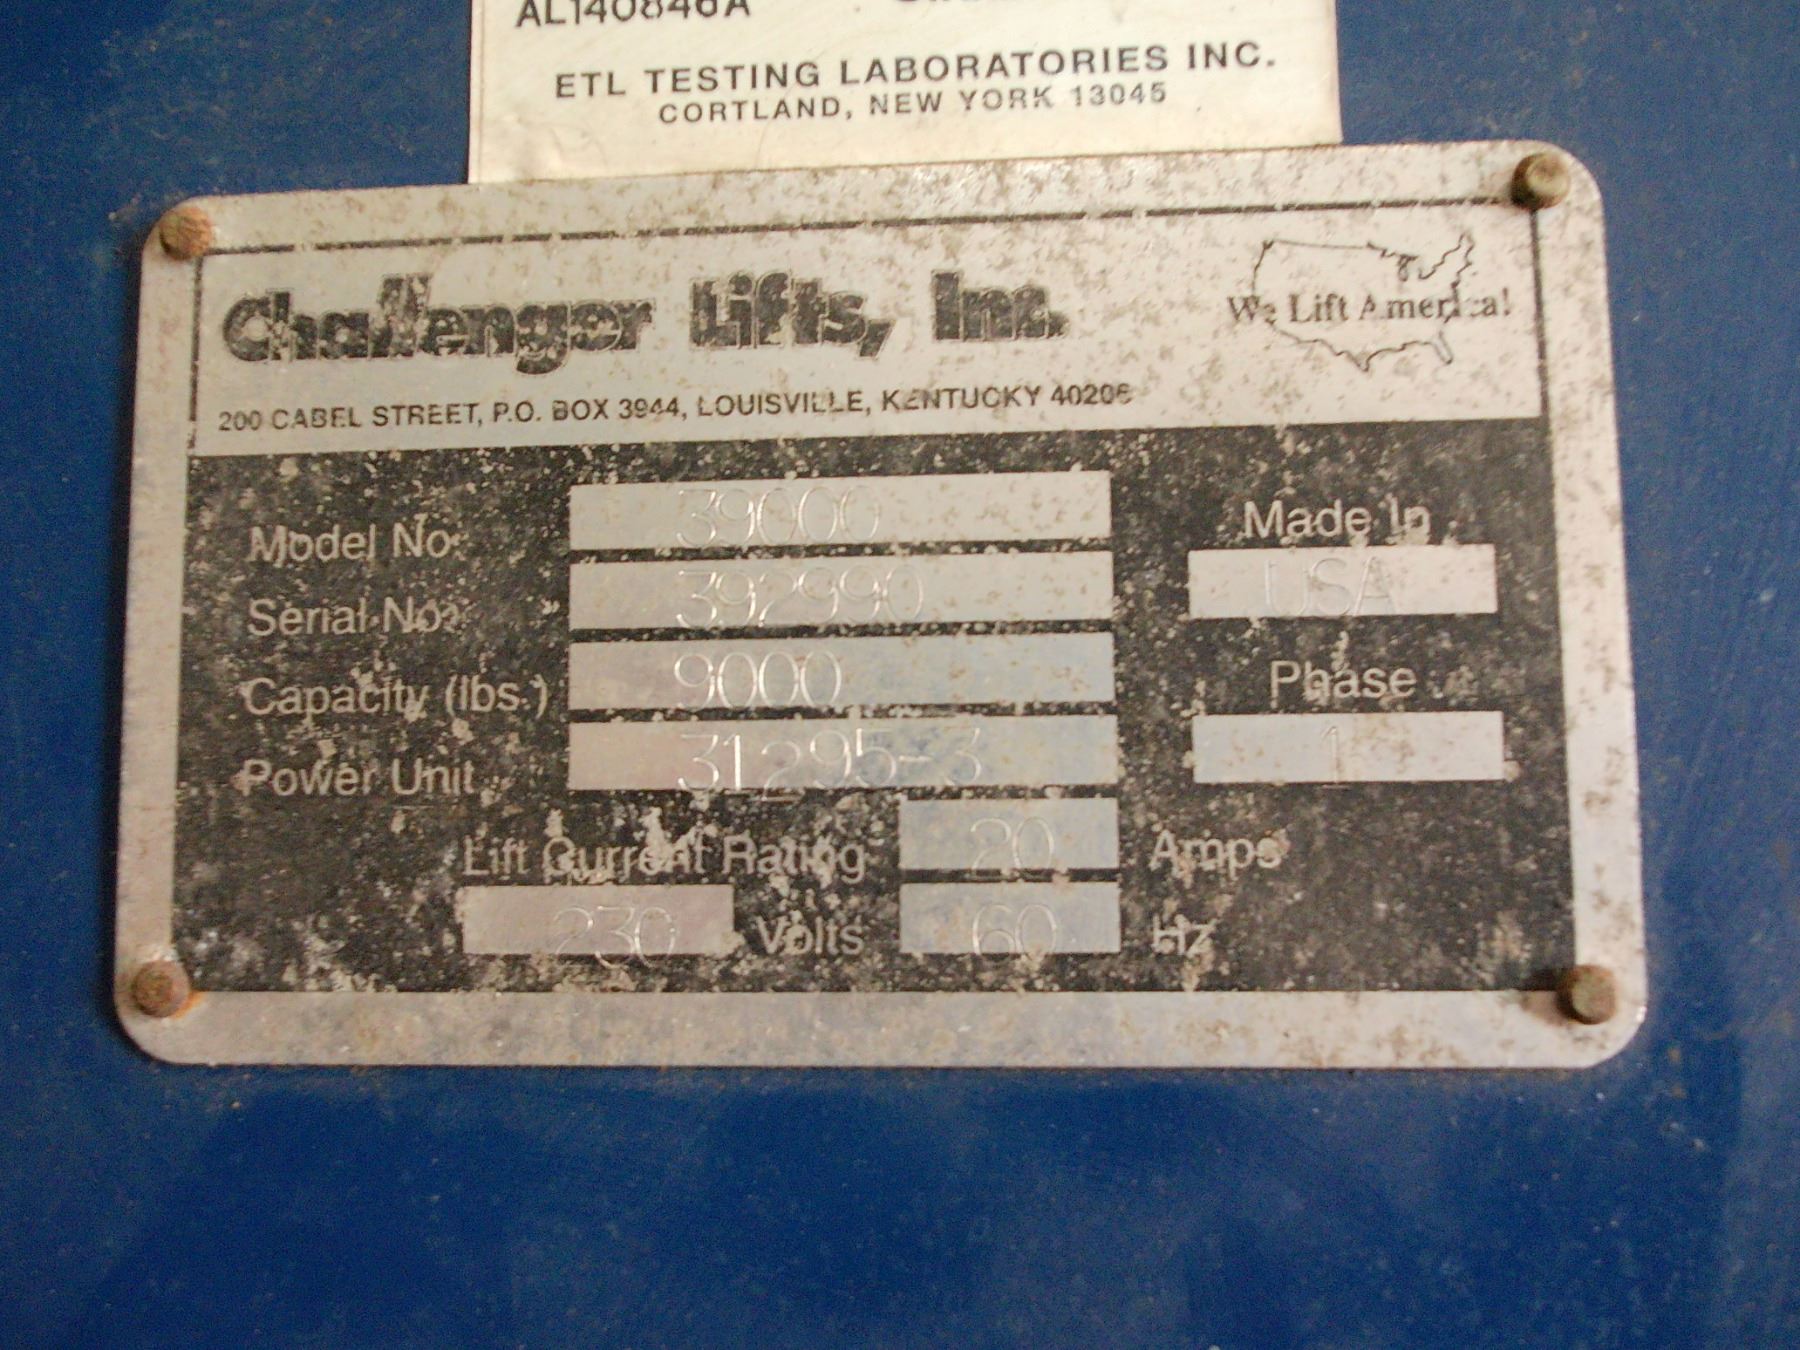 AL140846A
ETL TESTING LABORATORIES INC.
CORTLAND, NEW YORK 13045
Challenger Lifts, Inc.
We Lift America!
200 CABEL STREET, P.O. BOX 3944, LOUISVILLE, KENTUCKY 40206
Model No. 39000
Made In
Serial No. 392990
USA
Capacity (lbs.) 9000
Phase
Power Unit 31295-3
1
Lift Current Rating 20 Amps
230 Volts 60 Hz